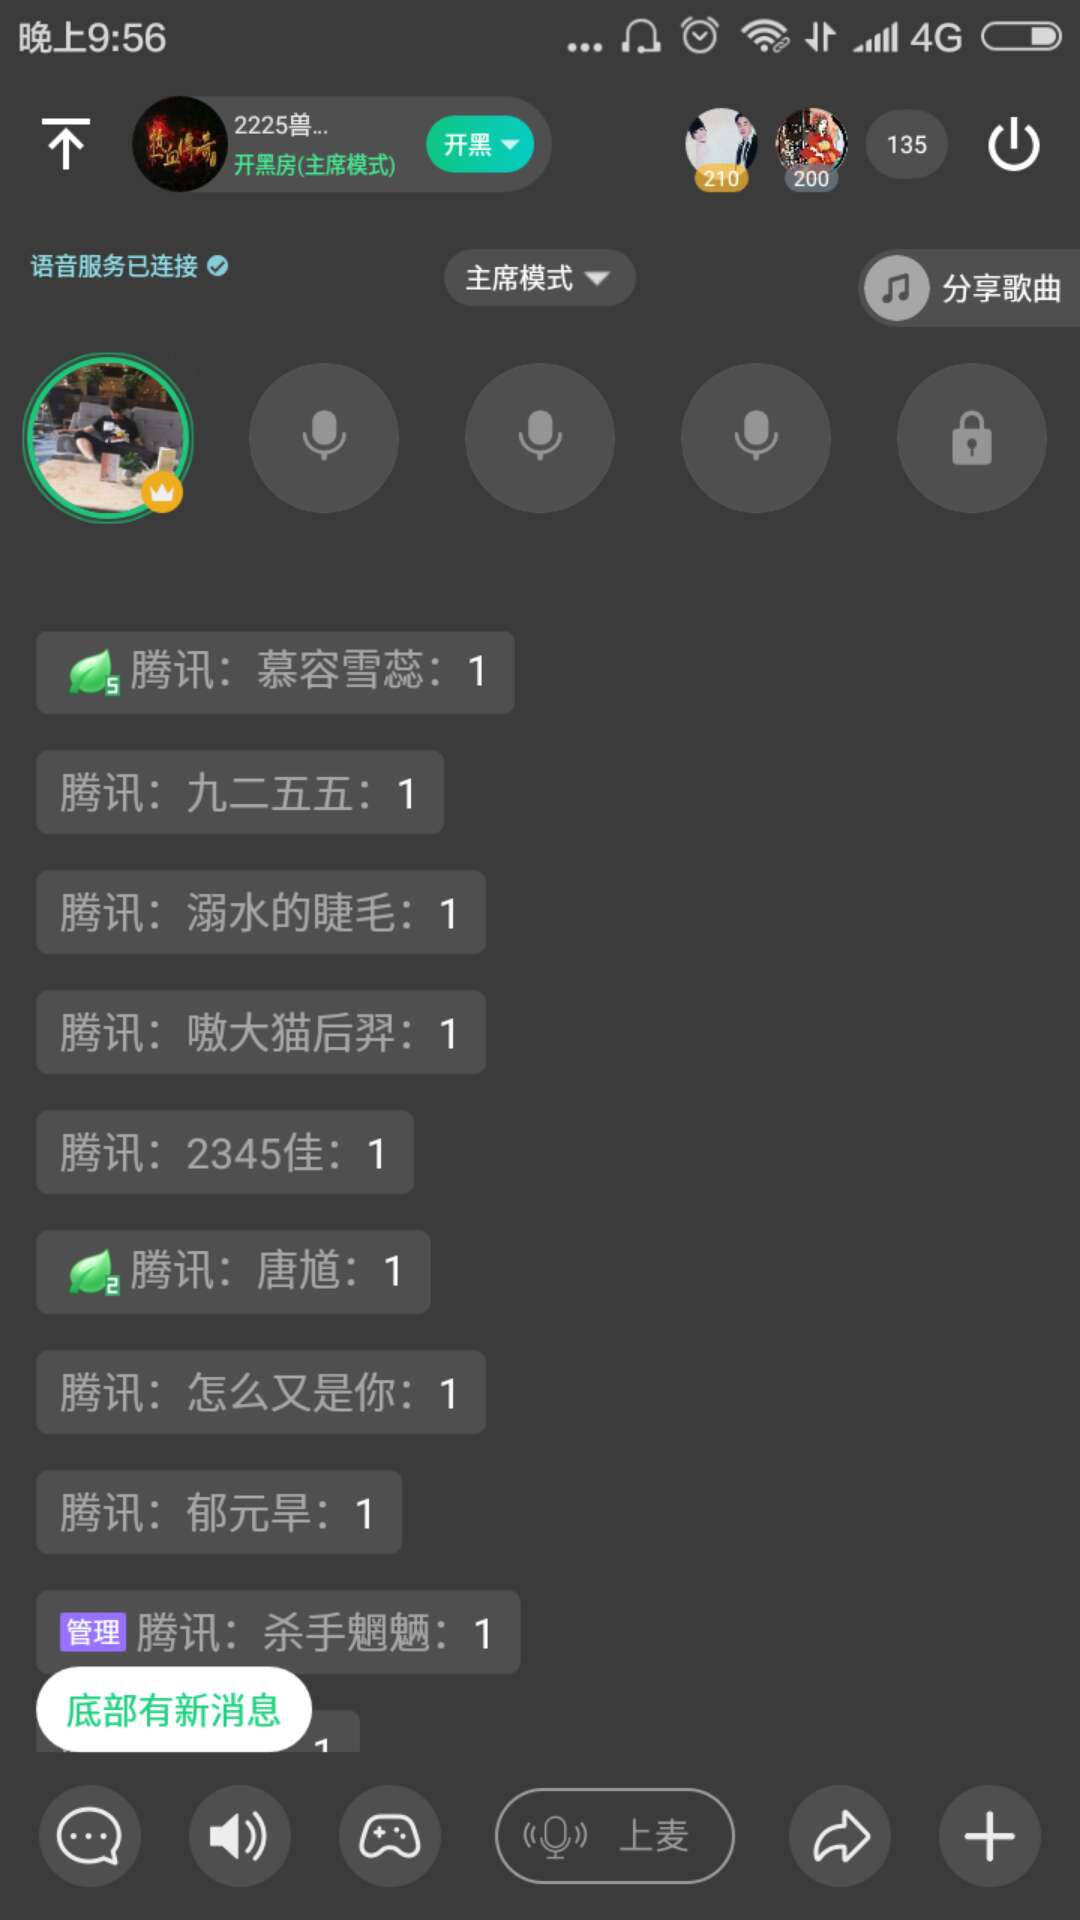 晚上9:56
4G
2225兽...
开黑房(主席模式)
开黑
210
200
135
语音服务已连接
主席模式
分享歌曲
5 腾讯：慕容雪蕊：1
腾讯：九二五五：1
腾讯：溺水的睫毛：1
腾讯：嗷大猫后羿：1
腾讯：2345佳：1
2 腾讯：唐馗：1
腾讯：怎么又是你：1
腾讯：郁元旱：1
管理 腾讯：杀手魍魉：1
底部有新消息
1
上麦